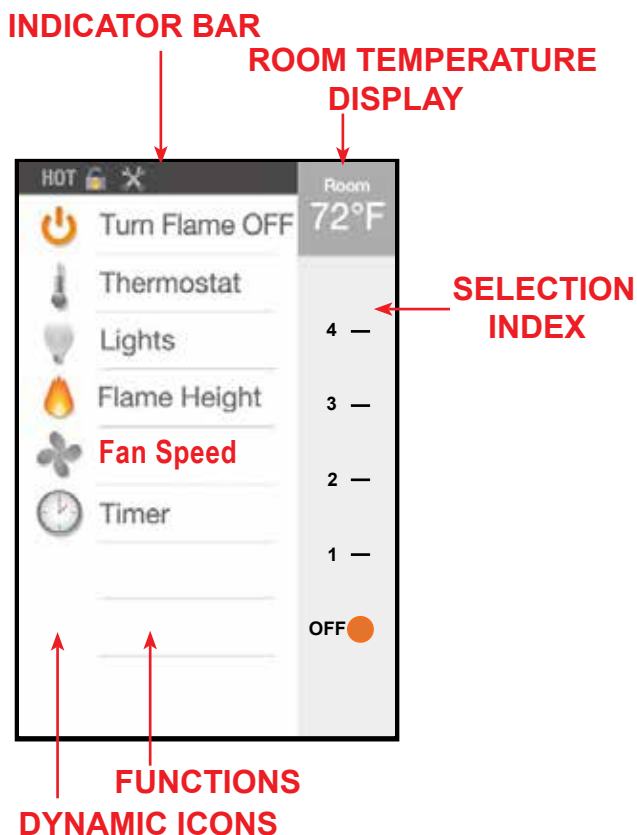 INDICATOR BAR
ROOM TEMPERATURE
DISPLAY
HOT
Room
72°F
Turn Flame OFF
Thermostat
Lights
Flame Height
Fan Speed
Timer
SELECTION
INDEX
4
3
2
1
OFF
FUNCTIONS
DYNAMIC ICONS